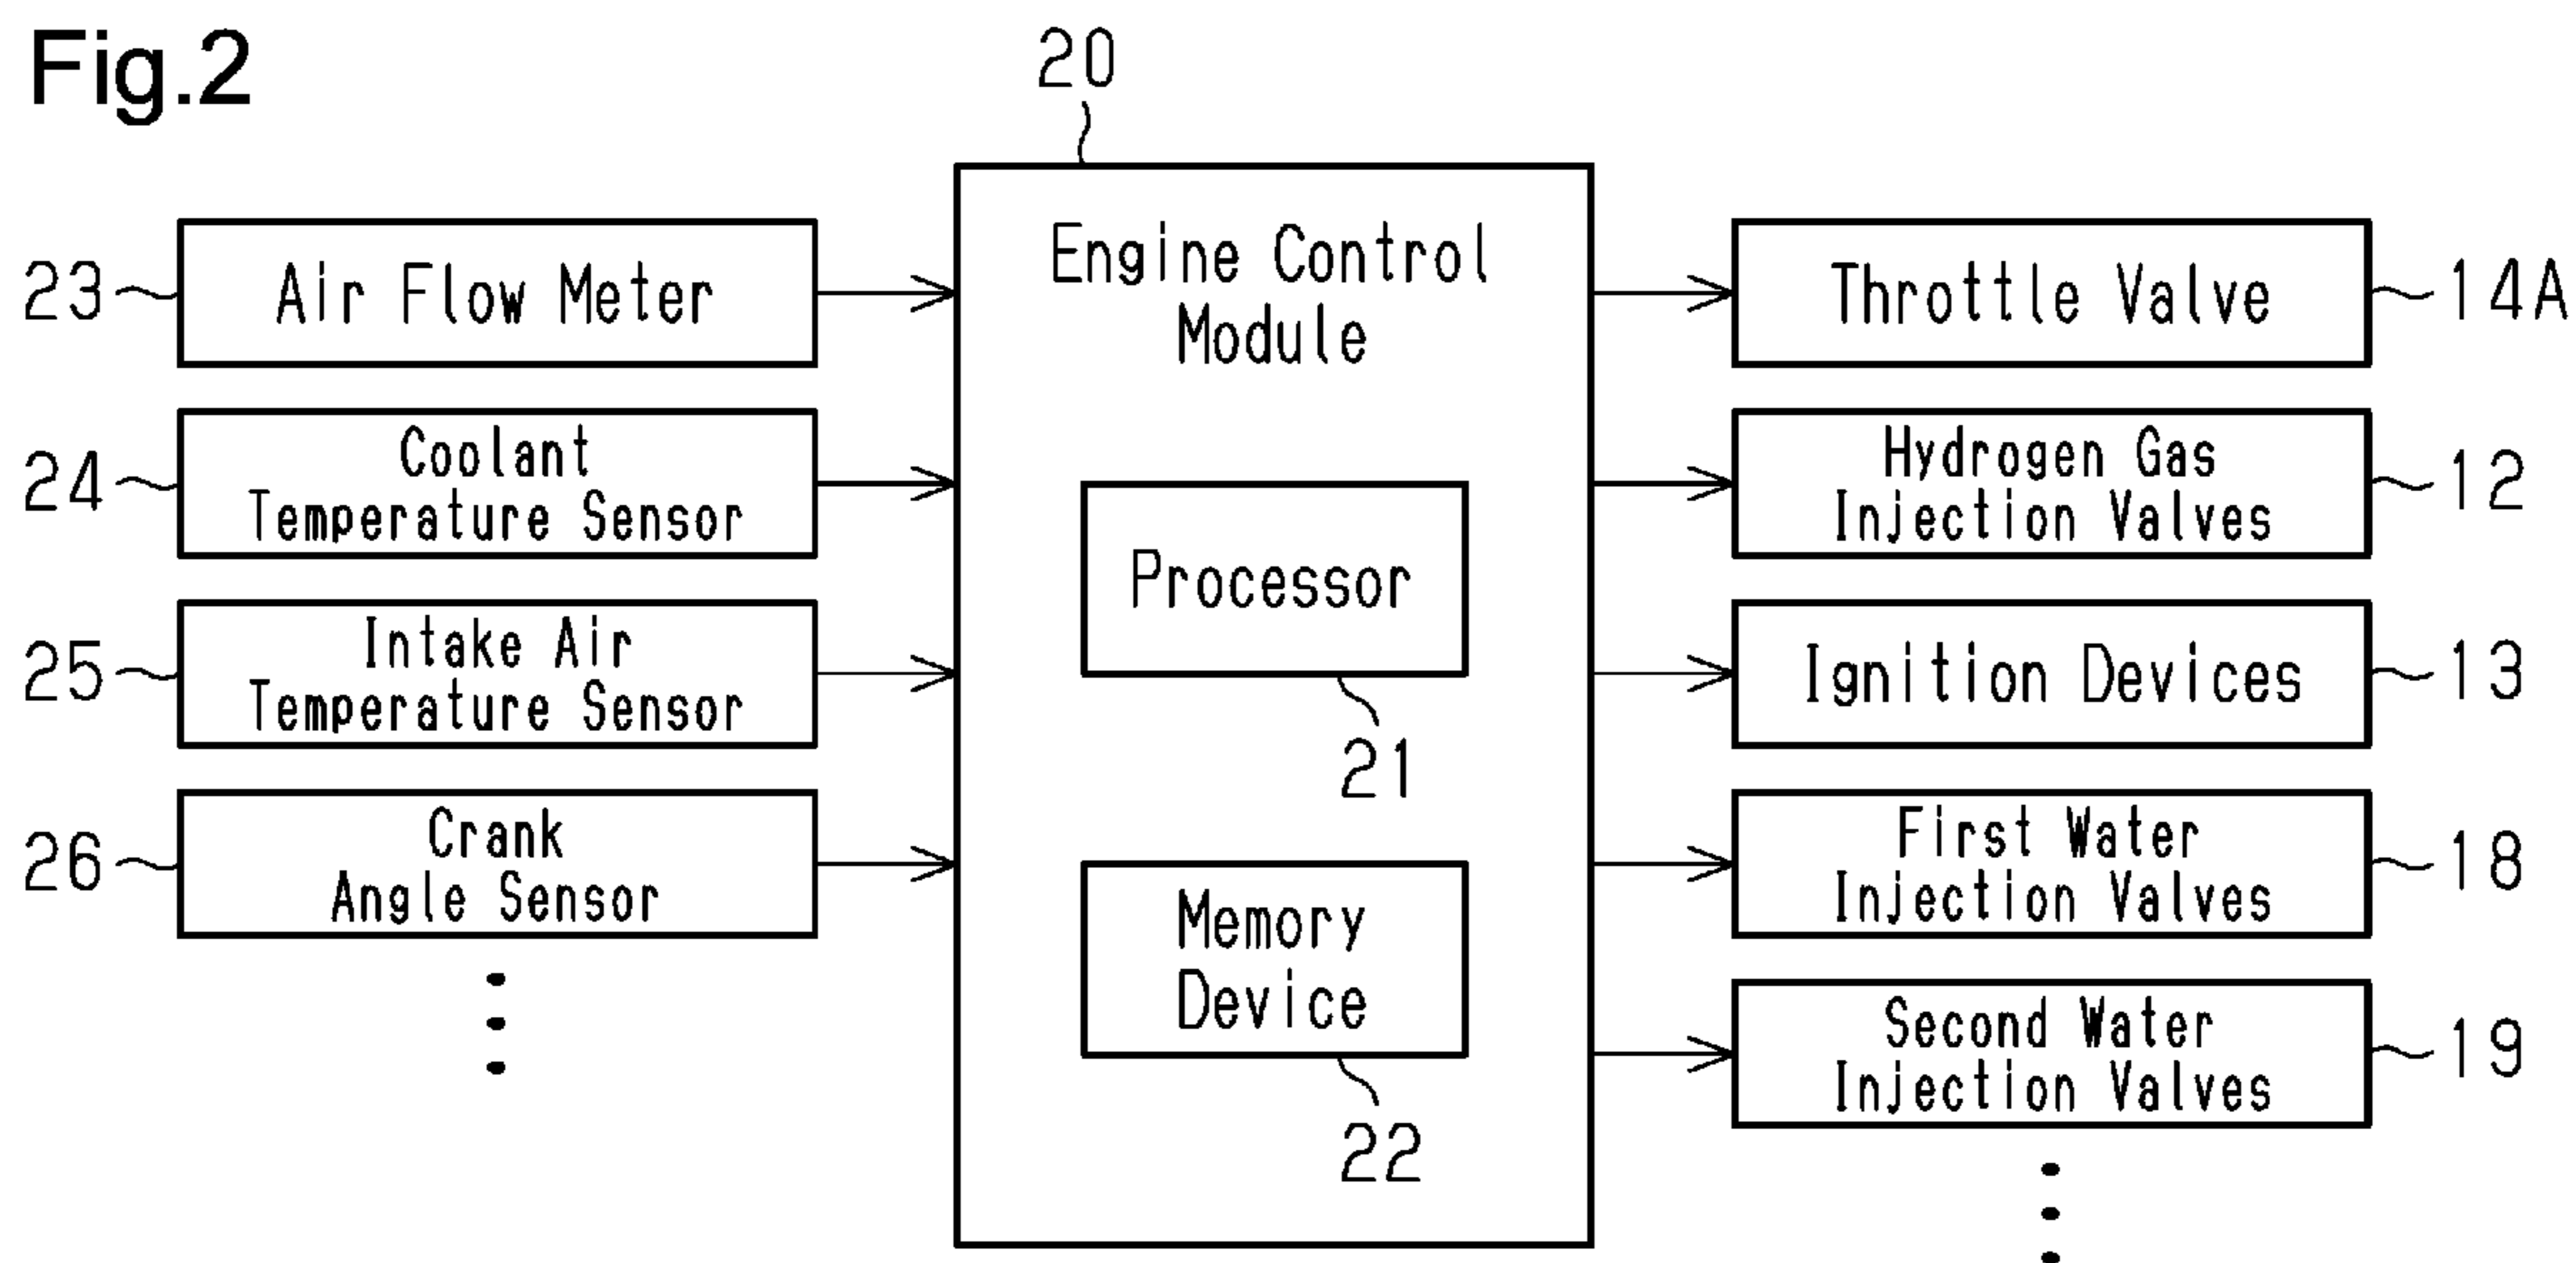 Fig.2
20
23
Air Flow Meter
24
Coolant
Temperature Sensor
25
Intake Air
Temperature Sensor
26
Crank
Angle Sensor
Engine Control
Module
Processor
21
Memory
Device
22
Throttle Valve
14A
Hydrogen Gas
Injection Valves
12
Ignition Devices
13
First Water
Injection Valves
18
Second Water
Injection Valves
19